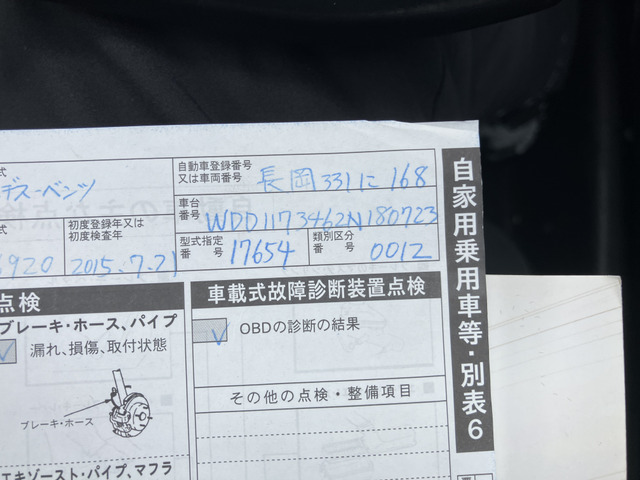 式
デスーベンツ
自動車登録番号
又は車両番号
長岡331に168
車台
番号
WDD1173462N180723
初度登録年又は
初度検査年
2015.7.21
6920
型式指定
番号
17654
類別区分
番号
0012
自家用乗用車等・別表6
点検
ブレーキ・ホース、パイプ
漏れ、損傷、取付状態
ブレーキ・ホース
エキゾースト・パイプ、マフラ
車載式故障診断装置点検
OBDの診断の結果
その他の点検・整備項目